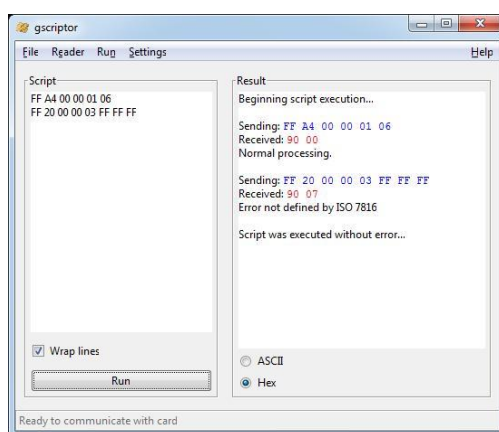 gscriptor
File Reader Run Settings Help
Script
FF A4 00 00 01 06
FF 20 00 00 03 FF FF FF
Wrap lines
Run
Result
Beginning script execution...
Sending: FF A4 00 00 01 06
Received: 90 00
Normal processing.
Sending: FF 20 00 00 03 FF FF FF
Received: 90 07
Error not defined by ISO 7816
Script was executed without error...
ASCII
Hex
Ready to communicate with card